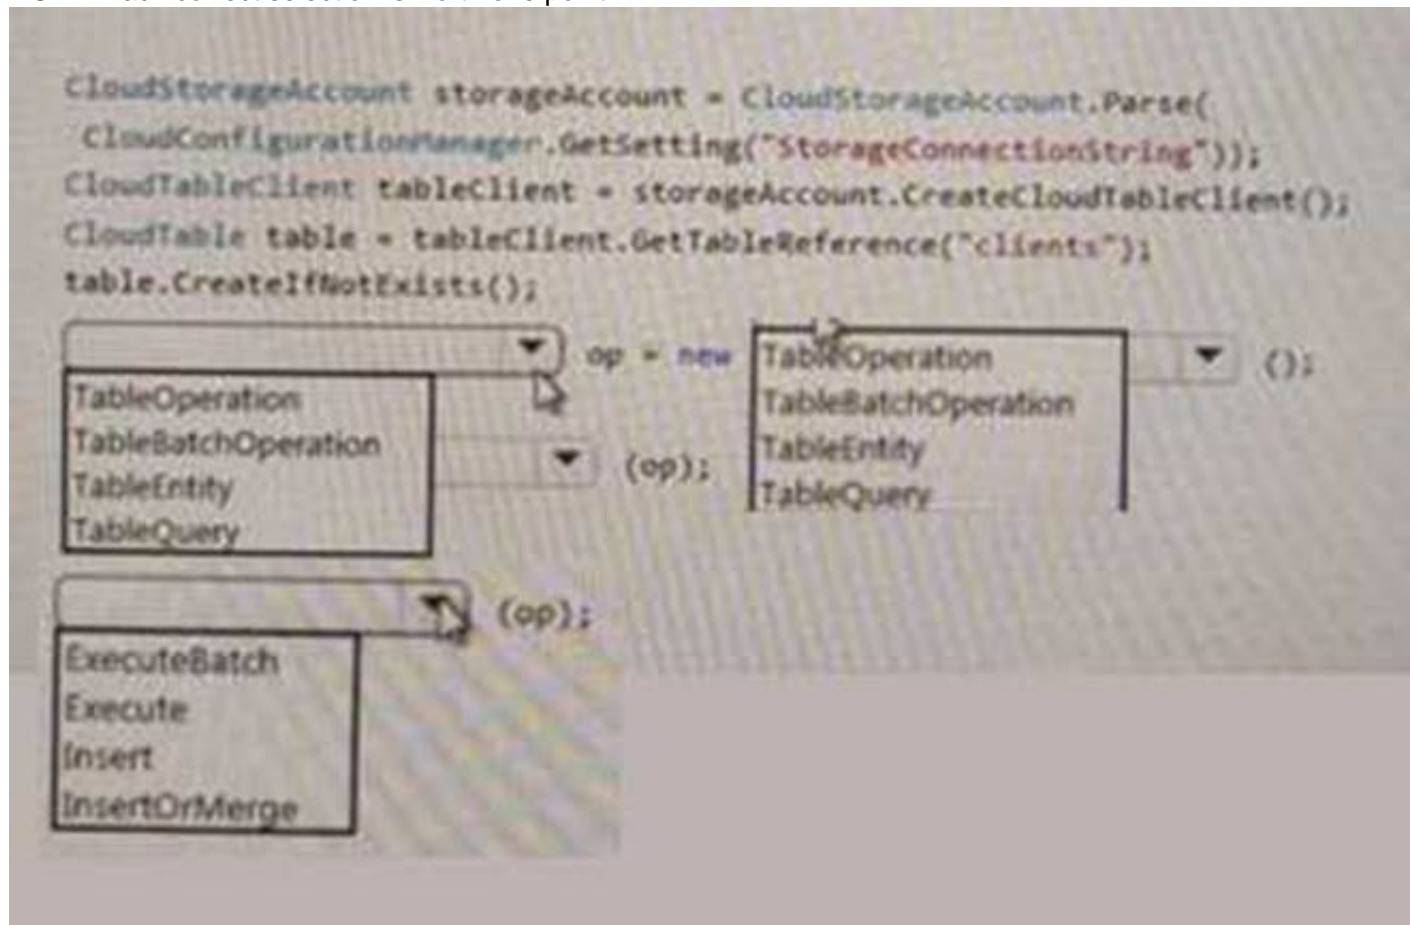 CloudStorageAccount storageAccount = CloudStorageAccount.Parse(
CloudConfigurationManager.GetSetting("StorageConnectionString"));
CloudTableClient tableClient = storageAccount.CreateCloudTableClient();
CloudTable table = tableClient.GetTableReference("clients");
table.CreateIfNotExists();
op = new
TableOperation
TableBatchOperation
TableEntity
TableQuery
();
TableOperation
TableBatchOperation
TableEntity
TableQuery
(op);
(op);
ExecuteBatch
Execute
Insert
InsertOrMerge